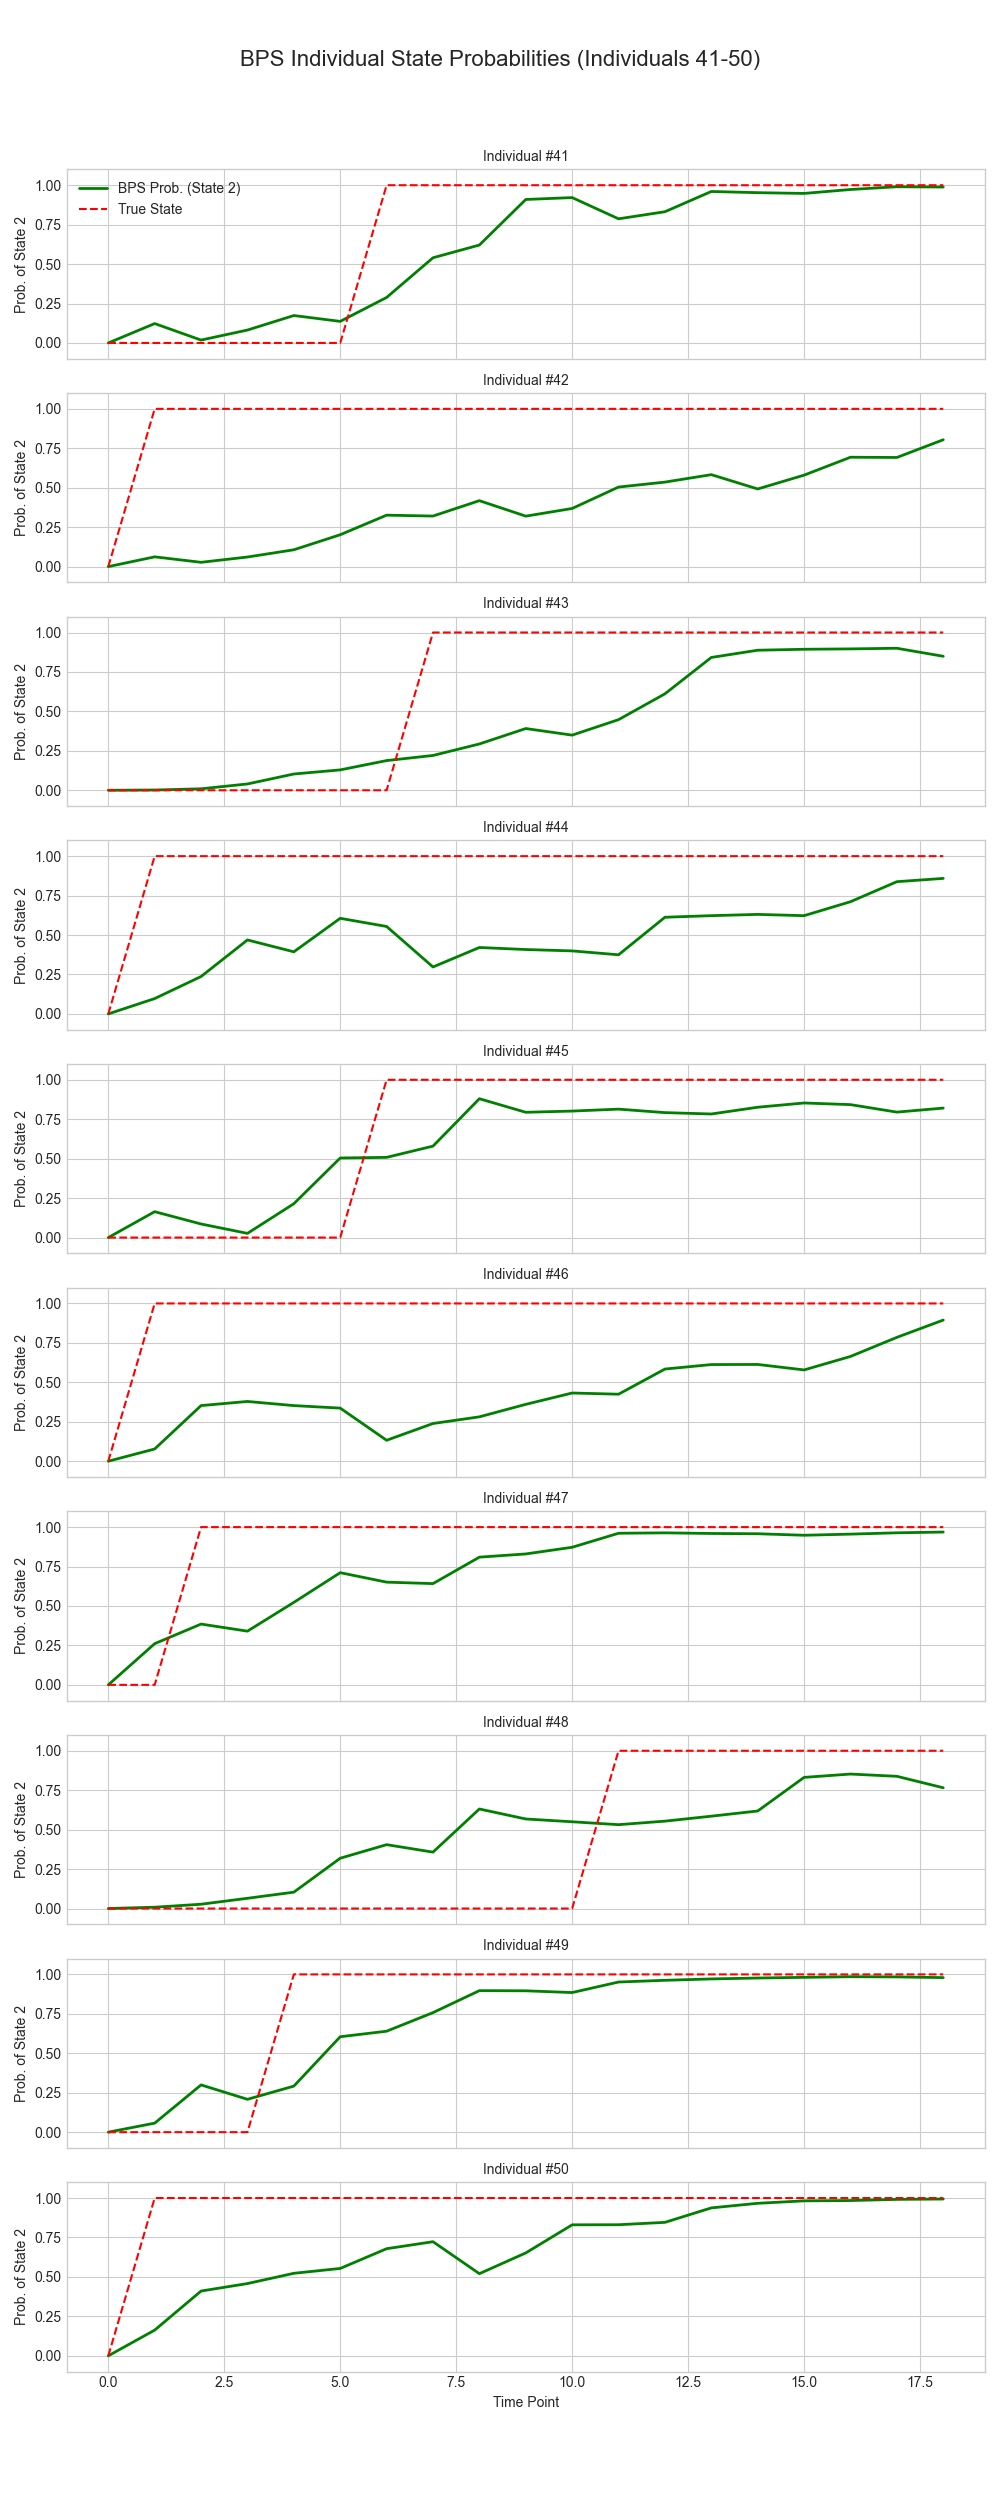 BPS Individual State Probabilities (Individuals 41-50)
Individual #41
Prob. of State 2
1.00
0.75
0.50
0.25
0.00
BPS Prob. (State 2)
True State
Individual #42
Prob. of State 2
1.00
0.75
0.50
0.25
0.00
Individual #43
Prob. of State 2
1.00
0.75
0.50
0.25
0.00
Individual #44
Prob. of State 2
1.00
0.75
0.50
0.25
0.00
Individual #45
Prob. of State 2
1.00
0.75
0.50
0.25
0.00
Individual #46
Prob. of State 2
1.00
0.75
0.50
0.25
0.00
Individual #47
Prob. of State 2
1.00
0.75
0.50
0.25
0.00
Individual #48
Prob. of State 2
1.00
0.75
0.50
0.25
0.00
Individual #49
Prob. of State 2
1.00
0.75
0.50
0.25
0.00
Individual #50
Prob. of State 2
1.00
0.75
0.50
0.25
0.00
0.0 2.5 5.0 7.5 10.0 12.5 15.0 17.5
Time Point